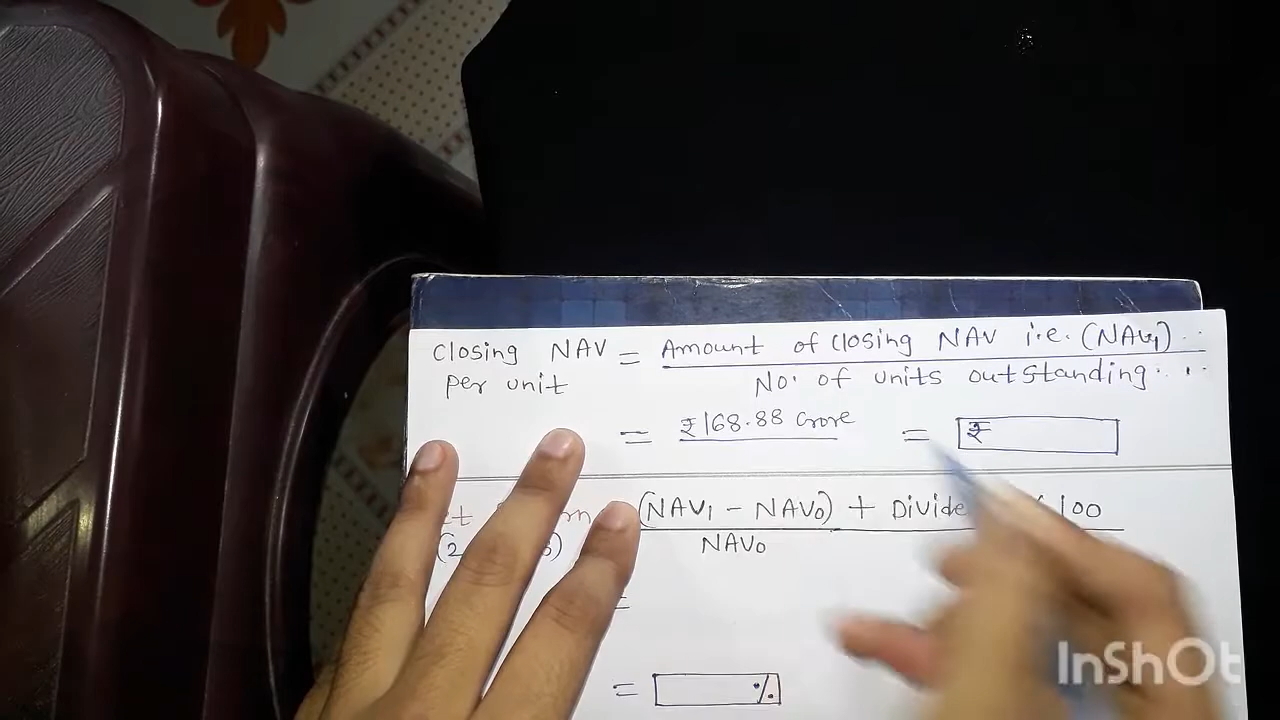 closing NAV = Amount of closing NAV i.e. (NAV₁)
per unit No. of units outstanding
= ₹168.88 crore = ₹
(NAV₁ - NAV₀) + Divide 100
(2 NAV₀
=
= %
InShOt